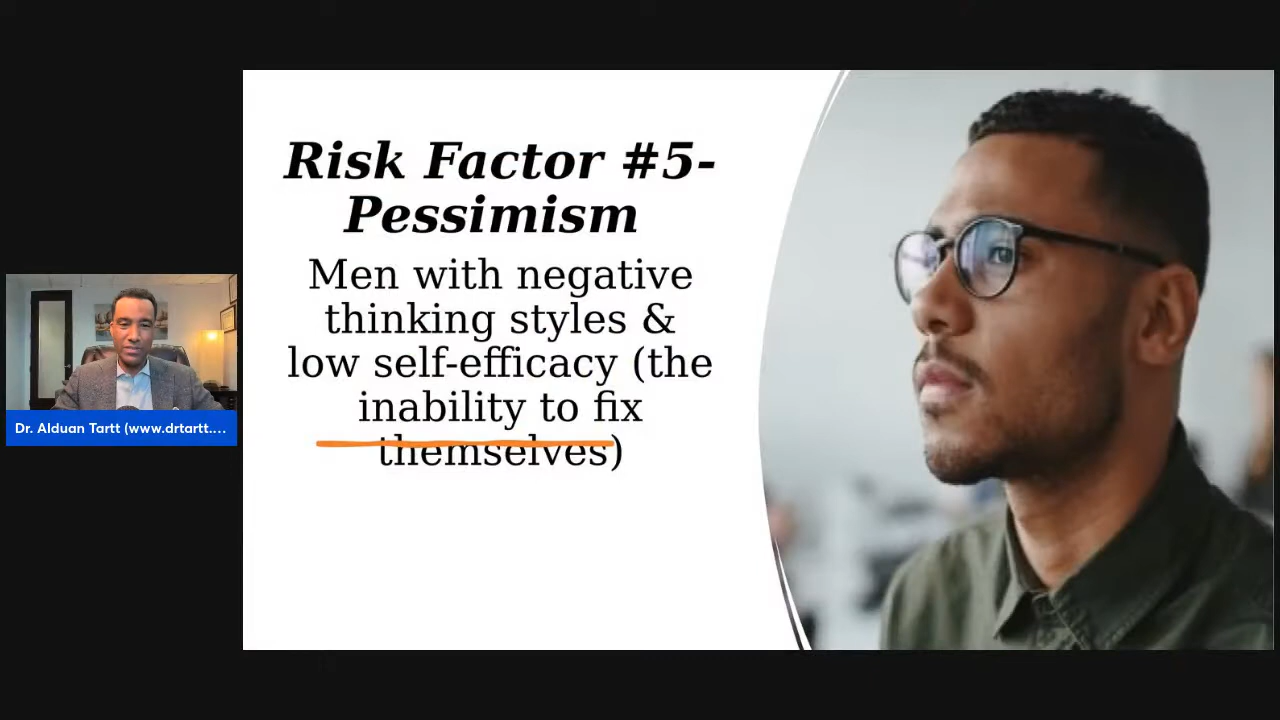 Risk Factor #5-
Pessimism
Men with negative
thinking styles &
low self-efficacy (the
inability to fix
themselves)
Dr. Alduan Tartt (www.drtartt....